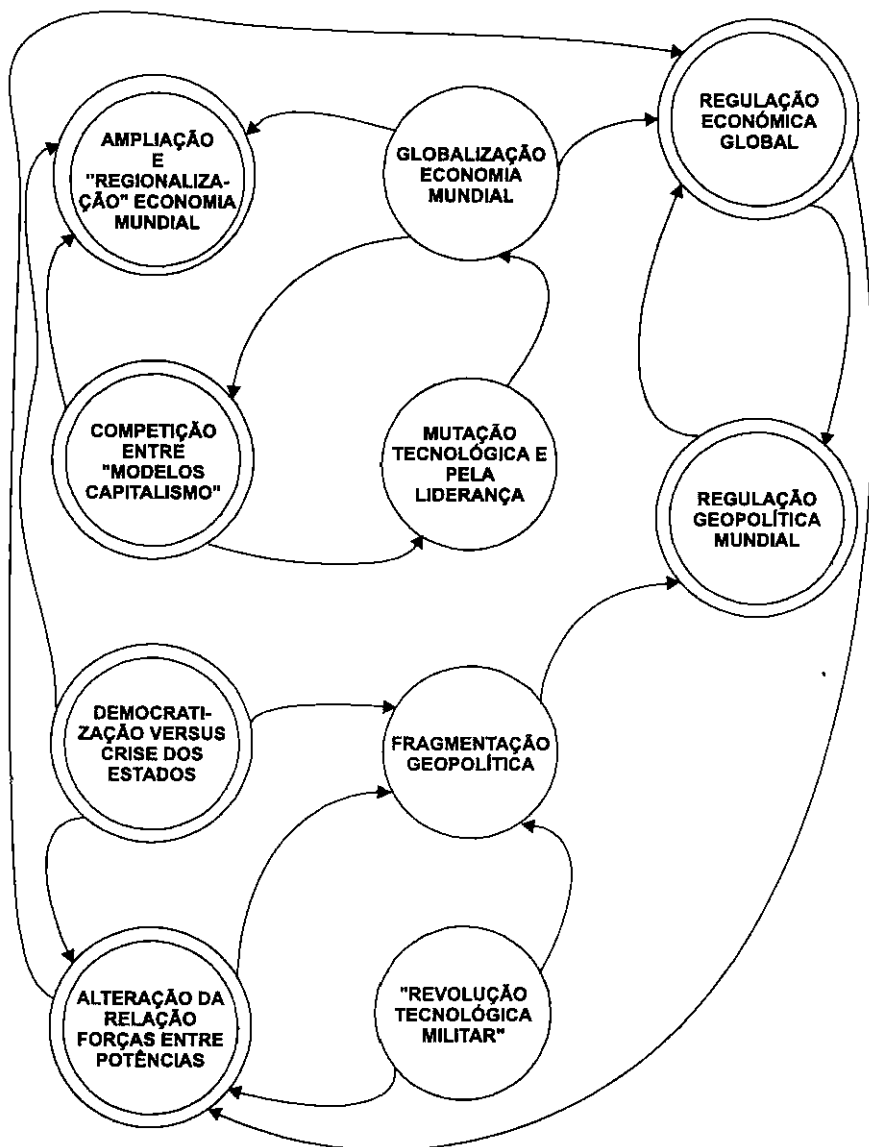 REGULAÇÃO
ECONÓMICA
GLOBAL
AMPLIAÇÃO
E
"REGIONALIZA-
ÇÃO" ECONOMIA
MUNDIAL
GLOBALIZAÇÃO
ECONOMIA
MUNDIAL
COMPETIÇÃO
ENTRE
"MODELOS
CAPITALISMO"
MUTAÇÃO
TECNOLÓGICA E
PELA
LIDERANÇA
REGULAÇÃO
GEOPOLÍTICA
MUNDIAL
DEMOCRATI-
ZAÇÃO VERSUS
CRISE DOS
ESTADOS
FRAGMENTAÇÃO
GEOPOLÍTICA
ALTERAÇÃO DA
RELAÇÃO
FORÇAS ENTRE
POTÊNCIAS
"REVOLUÇÃO
TECNOLÓGICA
MILITAR"